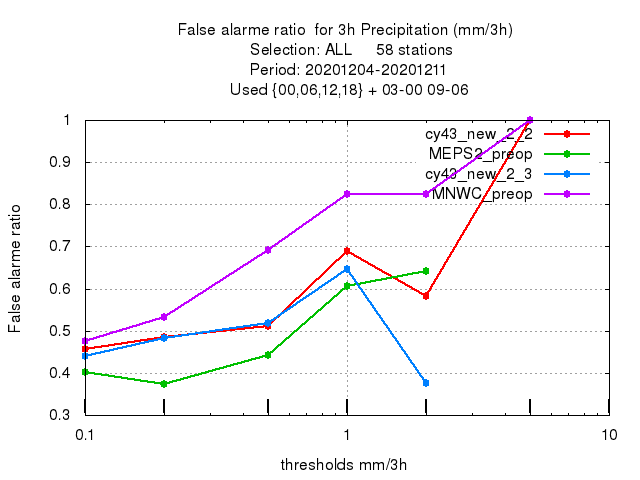 False alarme ratio  for 3h Precipitation (mm/3h)
Selection: ALL     58 stations
Period: 20201204-20201211
Used {00,06,12,18} + 03-00 09-06
cy43_new_2_2
MEPS2_preop
cy43_new_2_3
MNWC_preop
1
0.9
0.8
0.7
0.6
0.5
0.4
0.3
False alarme ratio
0.1
1
10
thresholds mm/3h